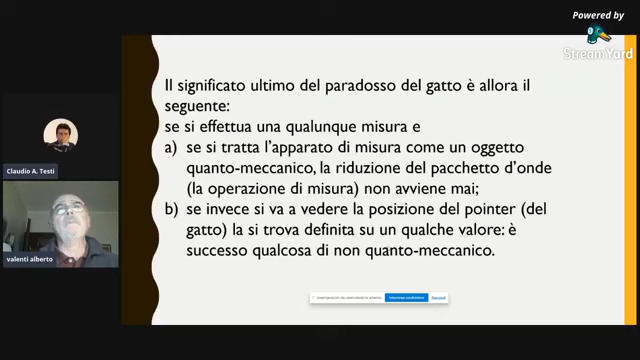 Powered by
StreamYard
Il significato ultimo del paradosso del gatto è allora il
seguente:
se si effettua una qualunque misura e
a) se si tratta l'apparato di misura come un oggetto
quanto-meccanico, la riduzione del pacchetto d'onde
(la operazione di misura) non avviene mai;
b) se invece si va a vedere la posizione del pointer (del
gatto) la si trova definita su un qualche valore: è
successo qualcosa di non quanto-meccanico.
Claudio A. Testi
valenti alberto